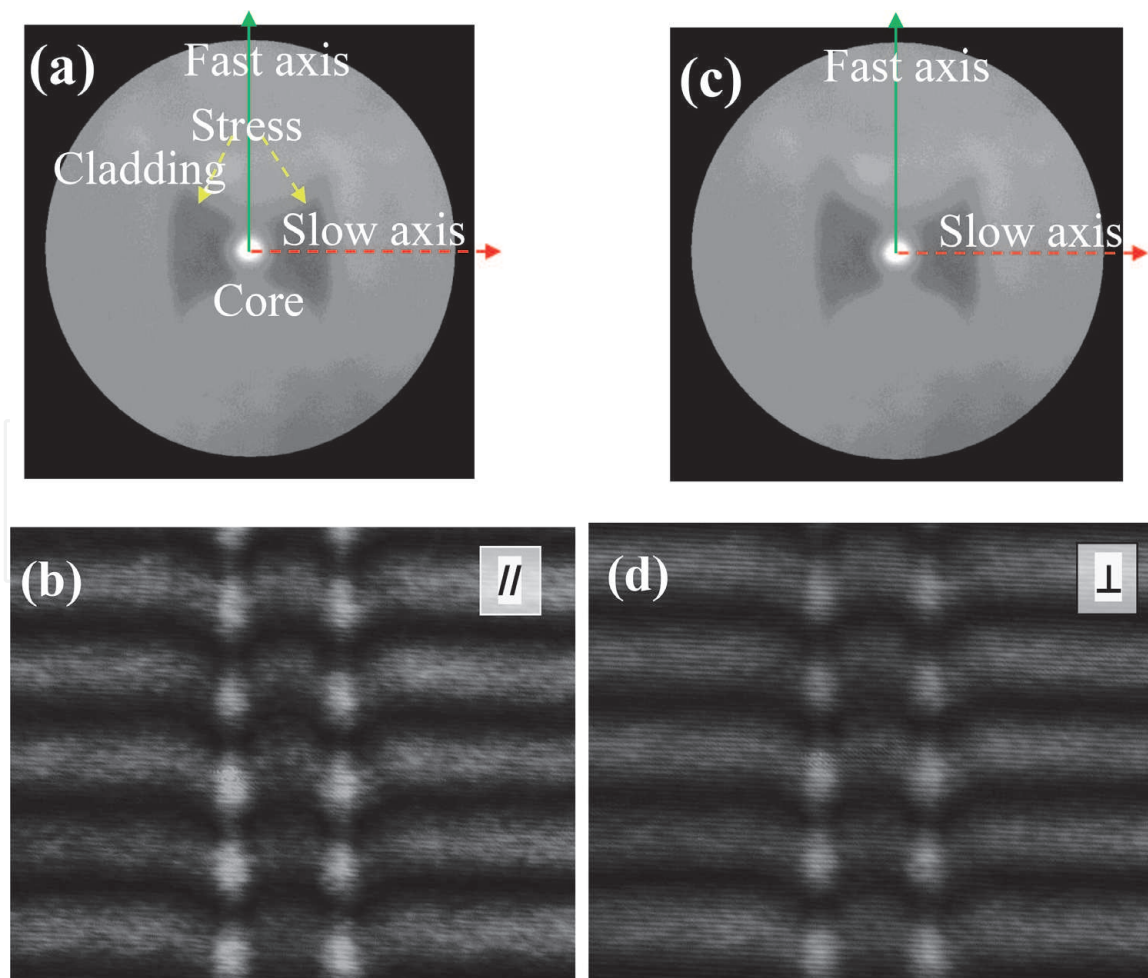 (a)
Fast axis
Stress
Cladding
Slow axis
Core
(c)
Fast axis
Slow axis
(b)
//
(d)
⊥